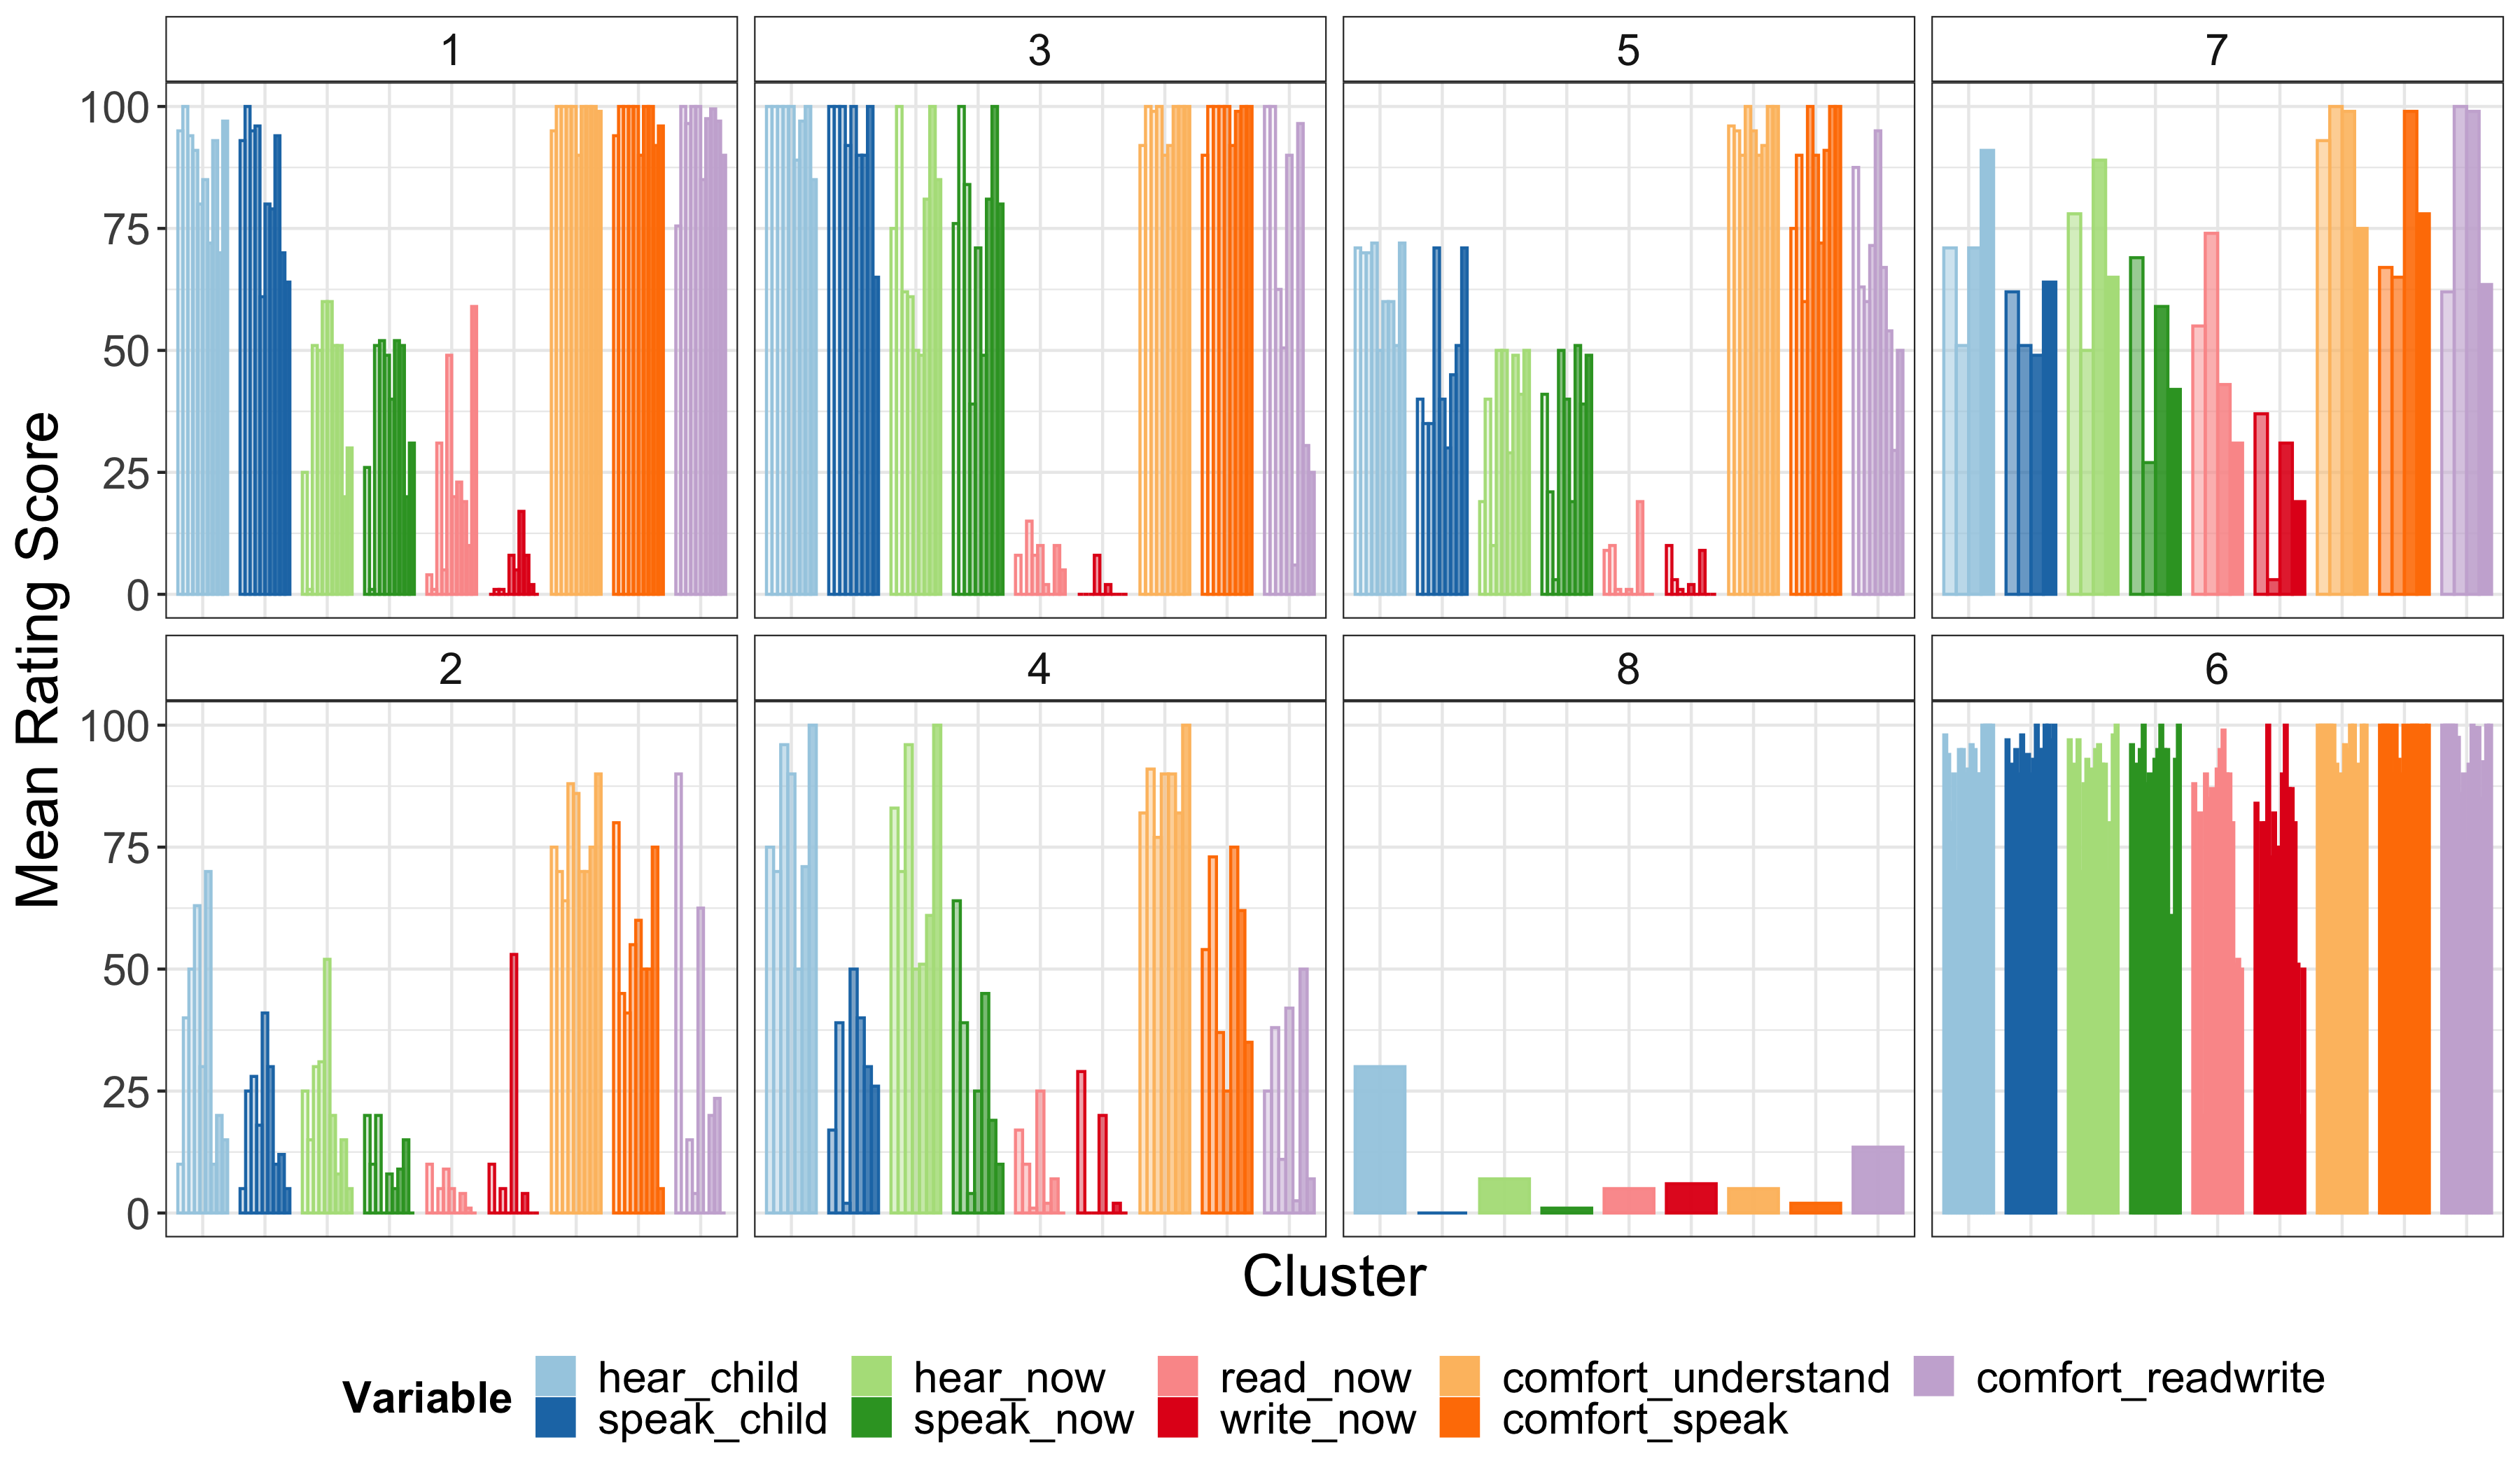 1 3 5 7
100
75
50
25
0
2 4 8 6
100
75
50
25
0
Mean Rating Score
Cluster
Variable
hear_child hear_now read_now comfort_understand comfort_readwrite
speak_child speak_now write_now comfort_speak